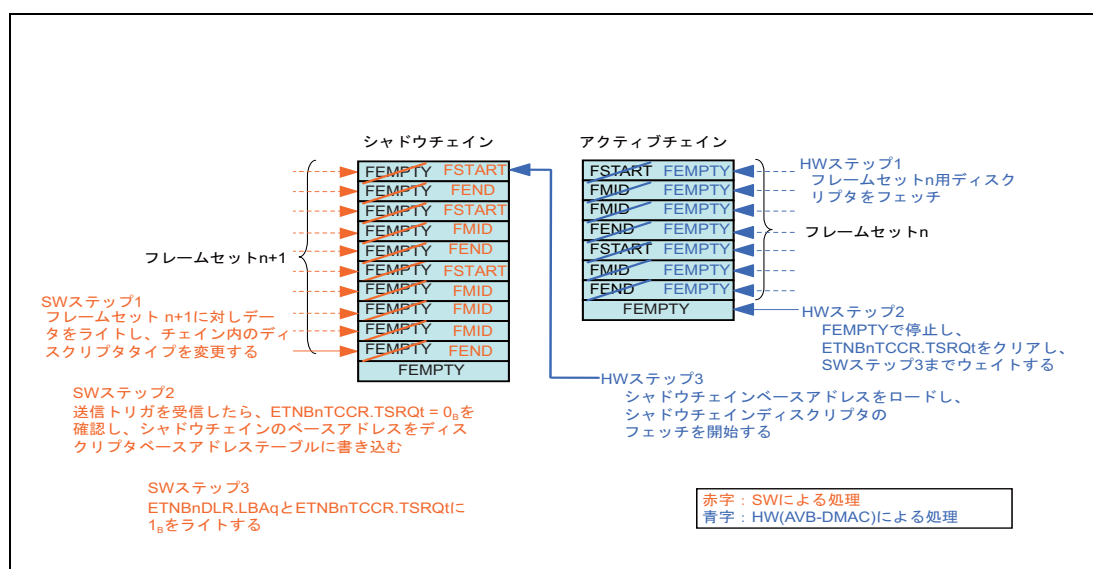 シャドウチェイン
FEMPTY FSTART
FEMPTY FEND
FEMPTY FSTART
FEMPTY FMID
FEMPTY FEND
FEMPTY FSTART
FEMPTY FMID
FEMPTY FMID
FEMPTY FMID
FEMPTY FEND
FEMPTY
フレームセットn+1
SWステップ1
フレームセット n+1に対しデー
タをライトし、チェイン内のディ
スクリプタタイプを変更する
SWステップ2
送信トリガを受信したら、ETNBnTCCR.TSRQt = 0Bを
確認し、シャドウチェインのベースアドレスをディス
クリプタベースアドレステーブルに書き込む
SWステップ3
ETNBnDLR.LBAqとETNBnTCCR.TSRQtに
1Bをライトする
アクティブチェイン
FSTART FEMPTY
FMID FEMPTY
FMID FEMPTY
FEND FEMPTY
FSTART FEMPTY
FMID FEMPTY
FEND FEMPTY
FEMPTY
HWステップ1
フレームセットn用ディスク
リプタをフェッチ
フレームセットn
HWステップ2
FEMPTYで停止し、
ETNBnTCCR.TSRQtをクリアし、
SWステップ3までウェイトする
HWステップ3
シャドウチェインベースアドレスをロードし、
シャドウチェインディスクリプタの
フェッチを開始する
赤字：SWによる処理
青字：HW(AVB-DMAC)による処理